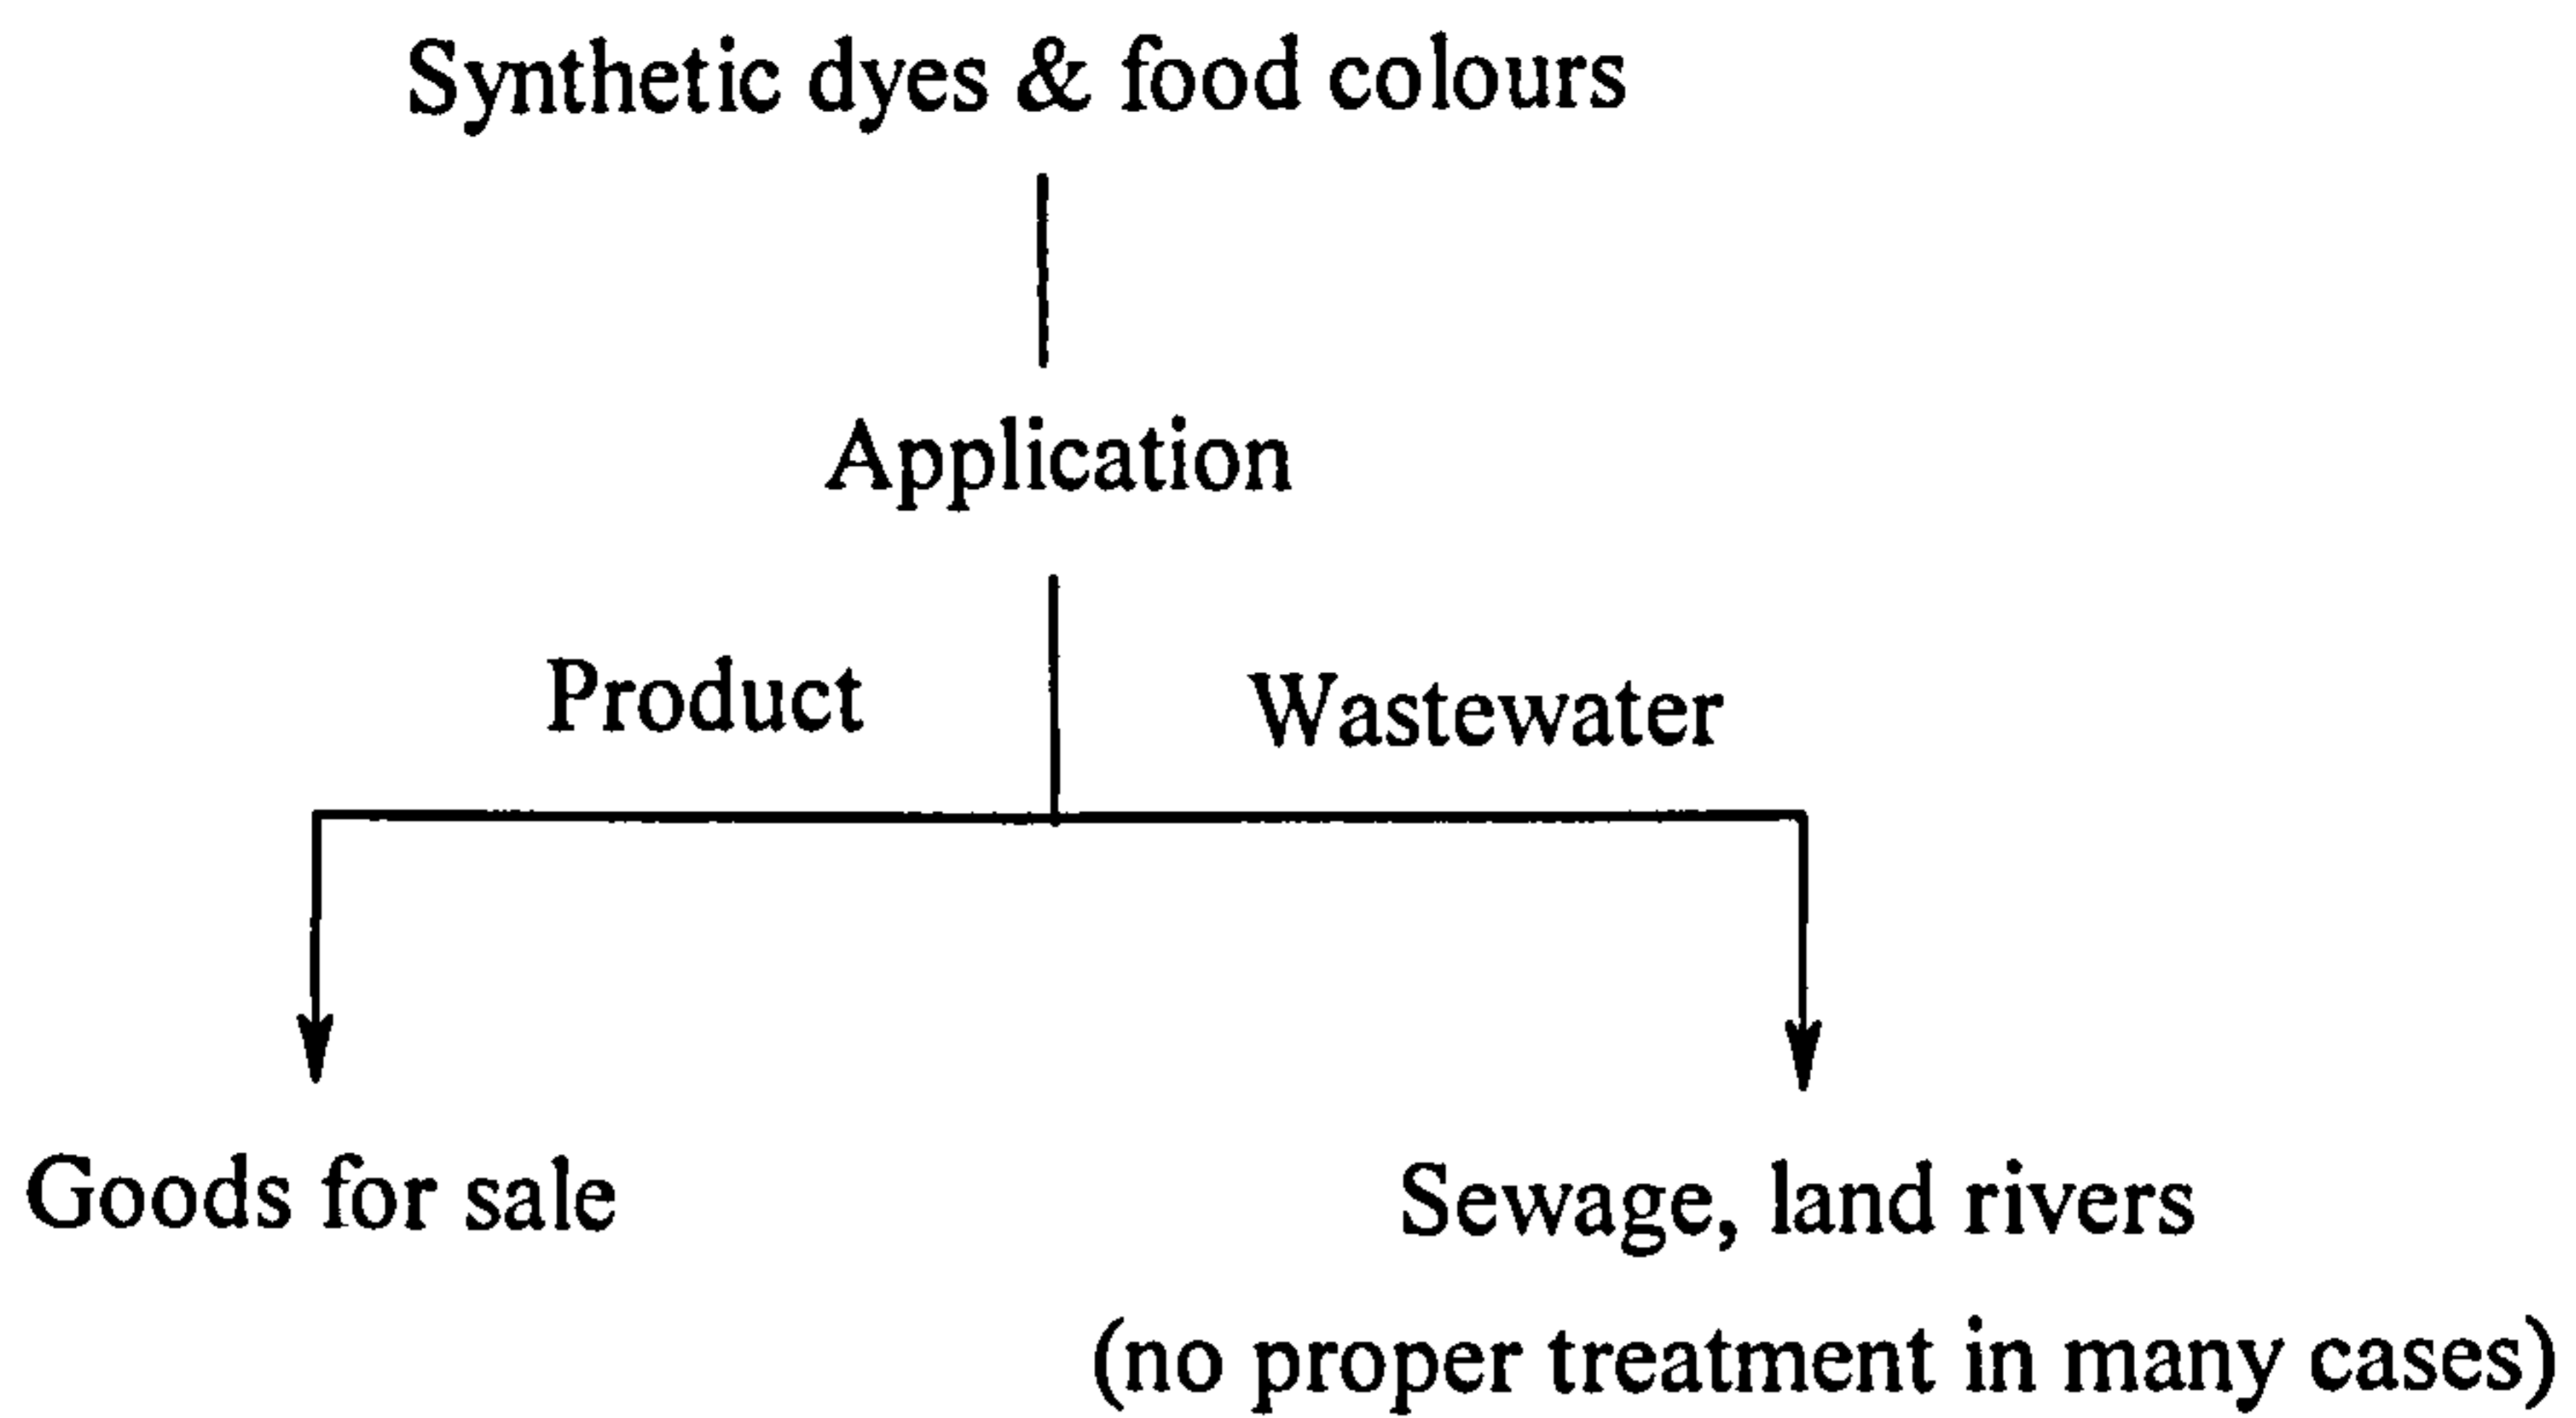 Synthetic dyes & food colours
Application
Product
Wastewater
Goods for sale
Sewage, land rivers
(no proper treatment in many cases)